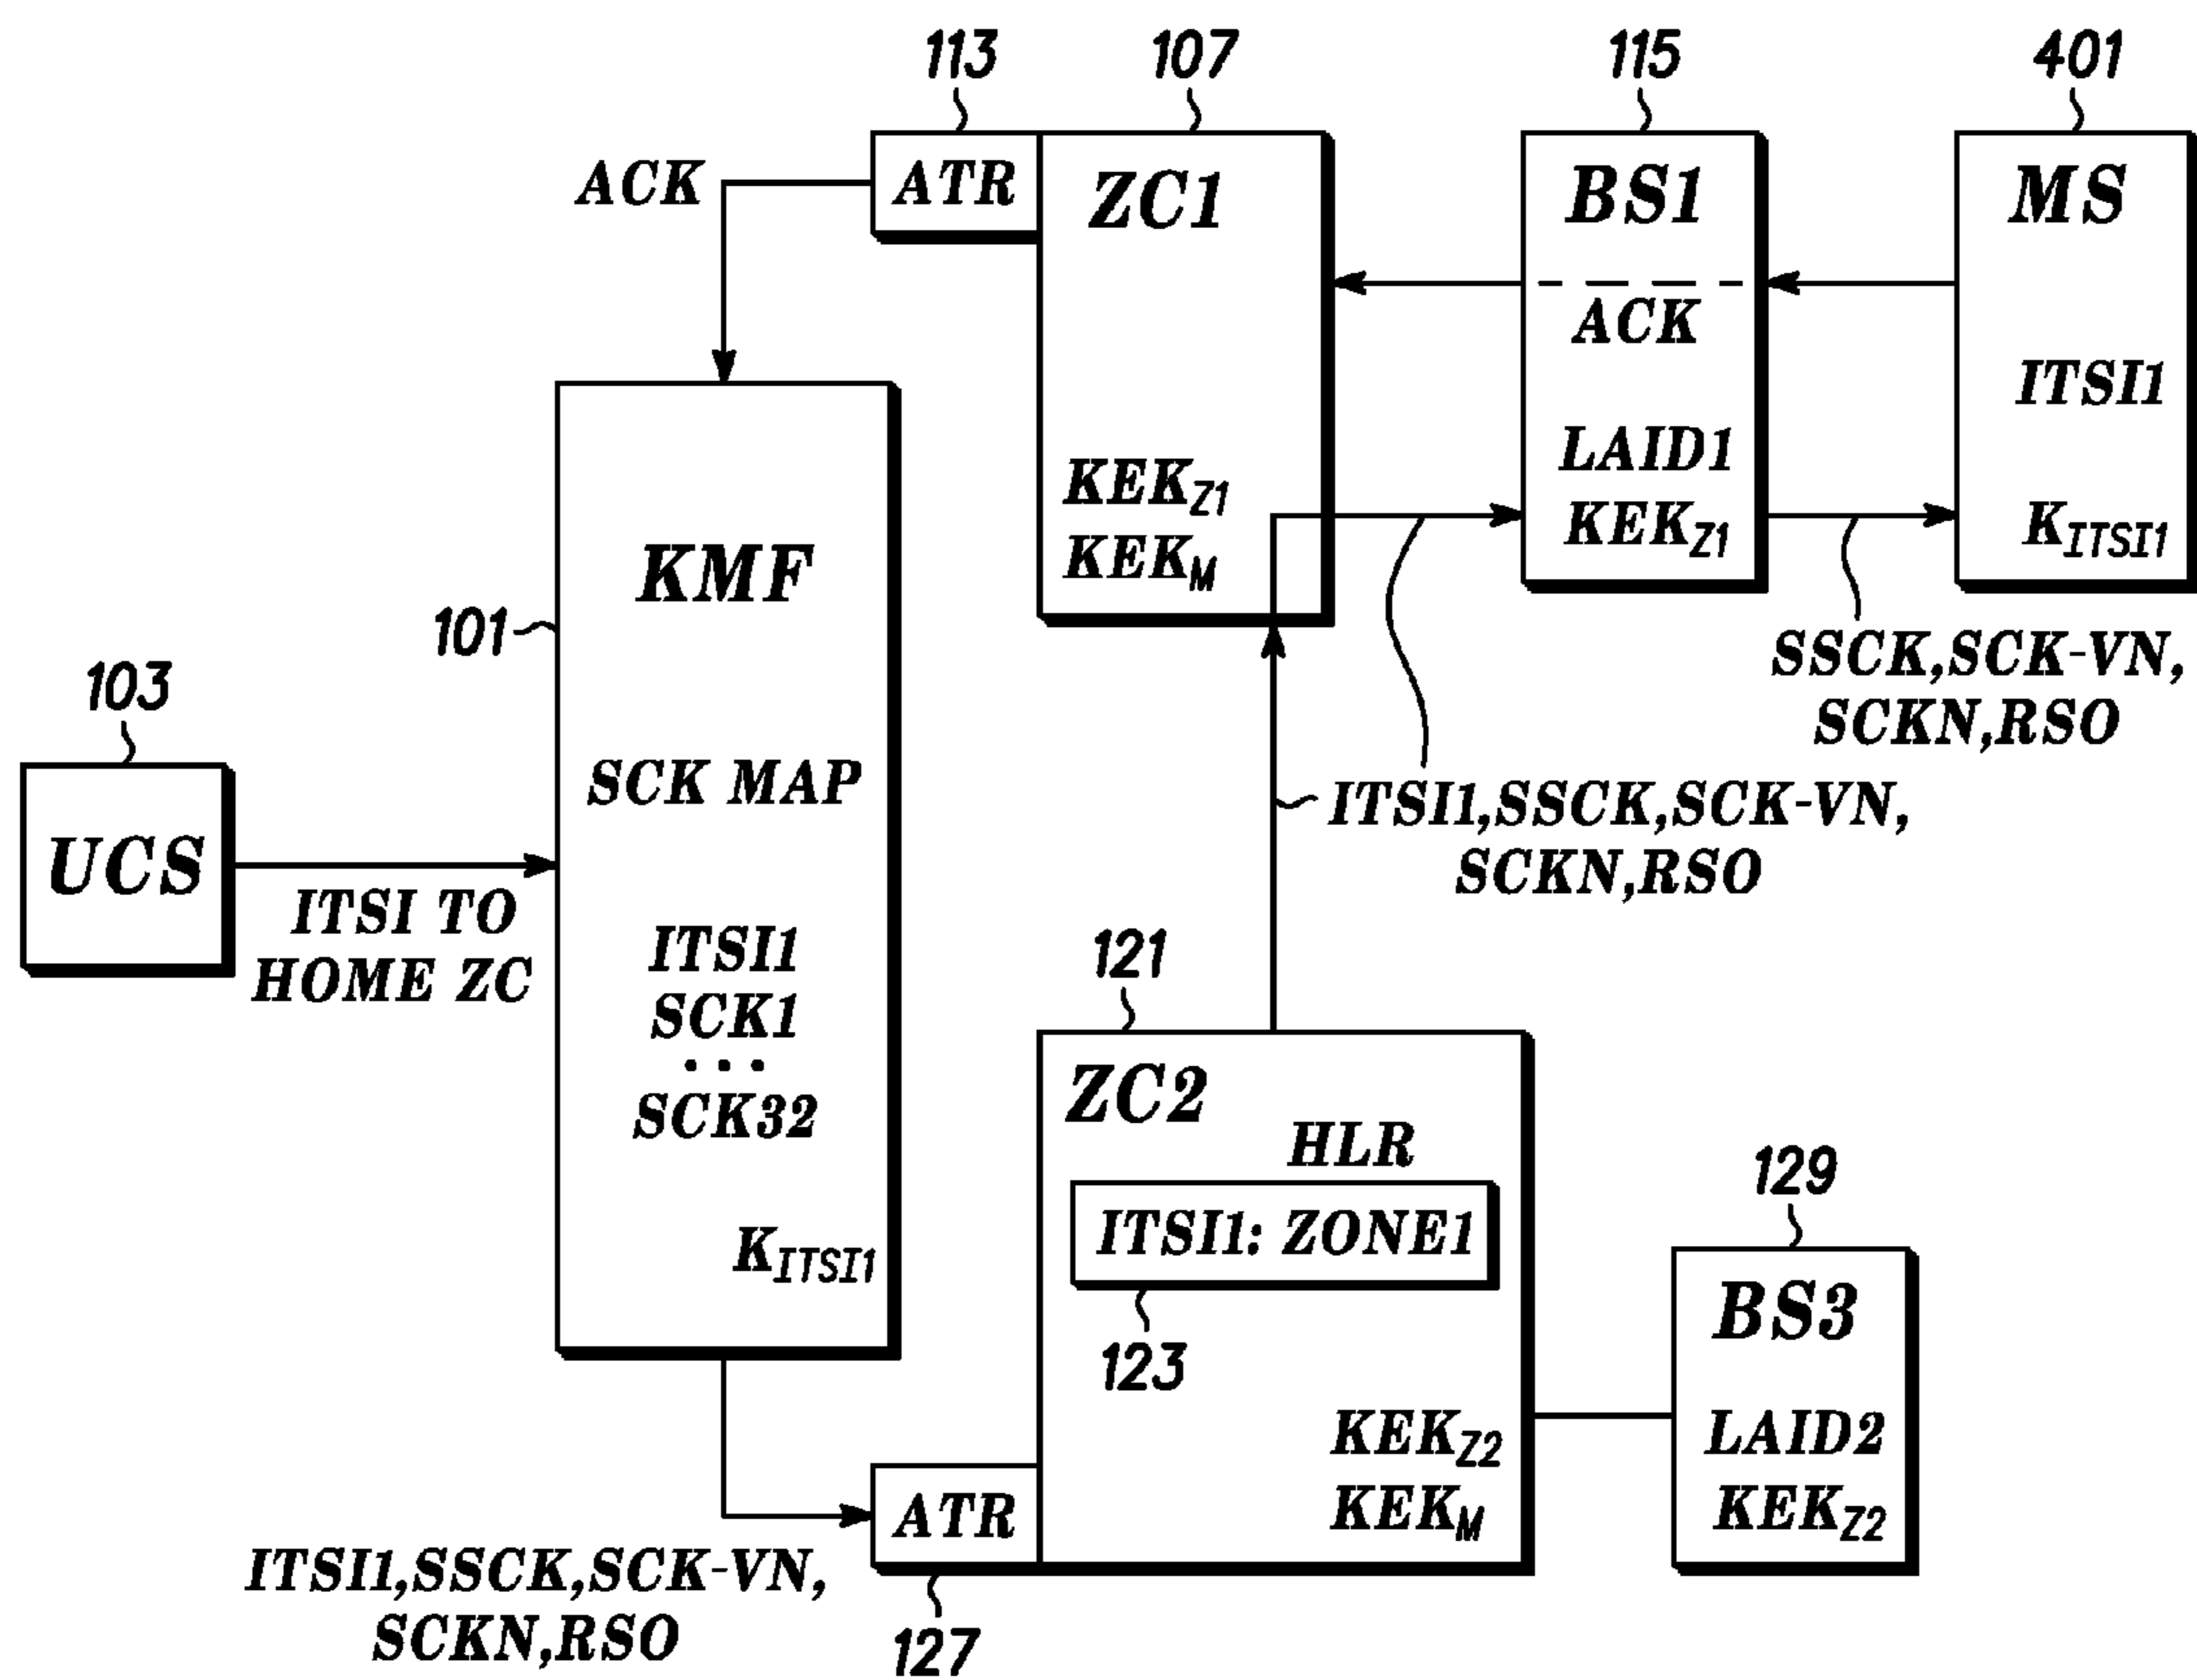 113
107
115
401
ACK
ATR
ZC1
BS1
MS
ACK
ITSI1
LAID1
KEKZ1
KEKM
KEKZ1
KITSI1
101
KMF
103
SSCK,SCK-VN,
SCKN,RSO
SCK MAP
UCS
ITSI TO
HOME ZC
ITSI1,SSCK,SCK-VN,
SCKN,RSO
ITSI1
SCK1
...
SCK32
KITSI1
121
ZC2
HLR
ITSI1: ZONE1
123
129
BS3
LAID2
KEKZ2
KEKZ2
KEKM
ATR
ITSI1,SSCK,SCK-VN,
SCKN,RSO
127